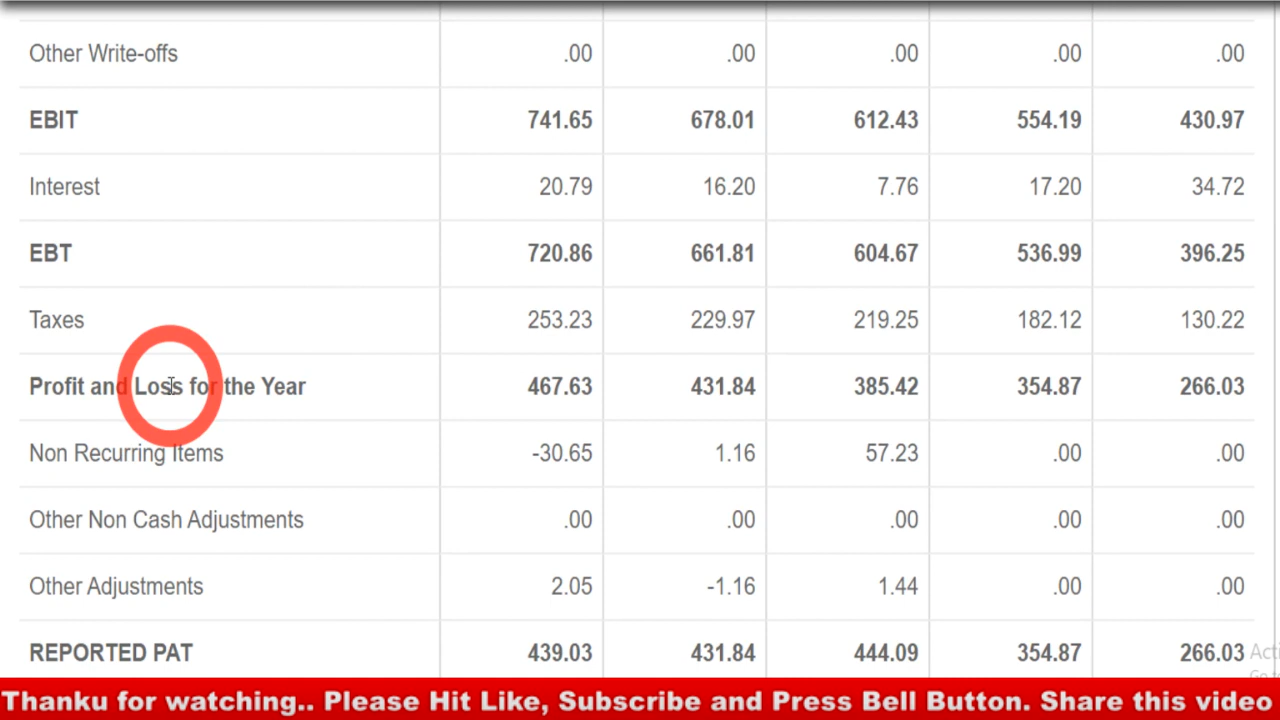 Other Write-offs .00 .00 .00 .00 .00
EBIT 741.65 678.01 612.43 554.19 430.97
Interest 20.79 16.20 7.76 17.20 34.72
EBT 720.86 661.81 604.67 536.99 396.25
Taxes 253.23 229.97 219.25 182.12 130.22
Profit and Loss for the Year 467.63 431.84 385.42 354.87 266.03
Non Recurring Items -30.65 1.16 57.23 .00 .00
Other Non Cash Adjustments .00 .00 .00 .00 .00
Other Adjustments 2.05 -1.16 1.44 .00 .00
REPORTED PAT 439.03 431.84 444.09 354.87 266.03
Thanku for watching.. Please Hit Like, Subscribe and Press Bell Button. Share this video